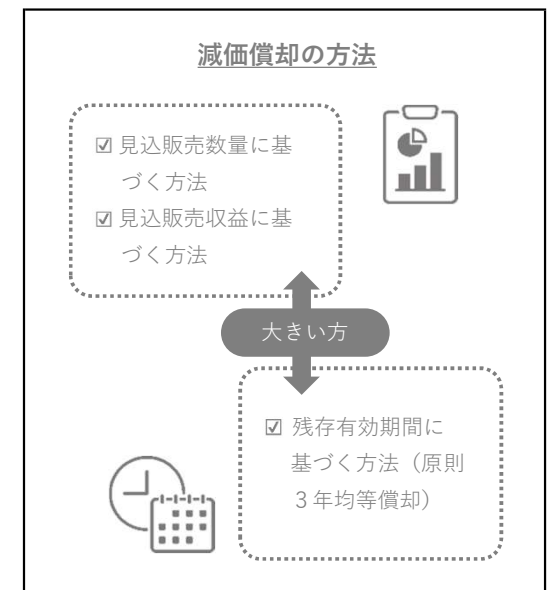 減価償却の方法
☑ 見込販売数量に基
づく方法
☑ 見込販売収益に基
づく方法
大きい方
☑ 残存有効期間に
基づく方法（原則
３年均等償却）